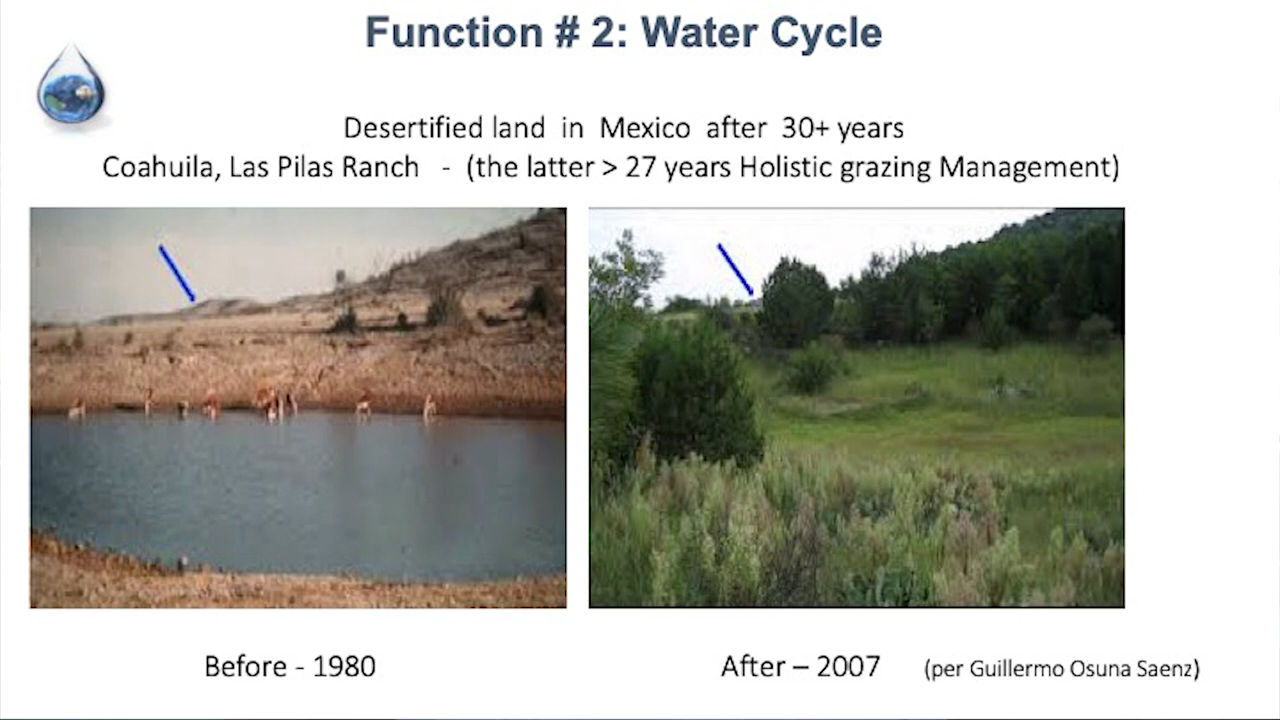 Function # 2: Water Cycle
Desertified land in Mexico after 30+ years
Coahuila, Las Pilas Ranch - (the latter > 27 years Holistic grazing Management)
Before - 1980
After – 2007 (per Guillermo Osuna Saenz)